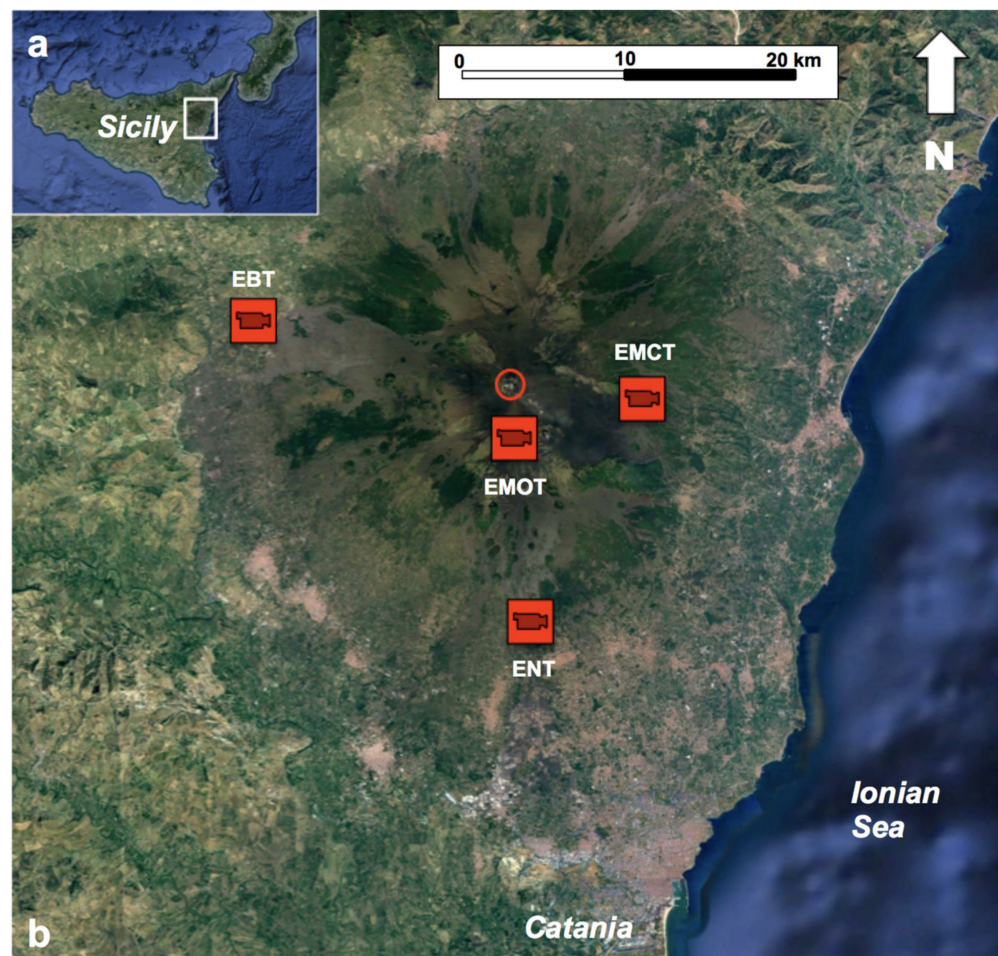 a
Sicily
0 10 20 km
N
EBT
EMCT
EMOT
ENT
Ionian
Sea
Catania
b